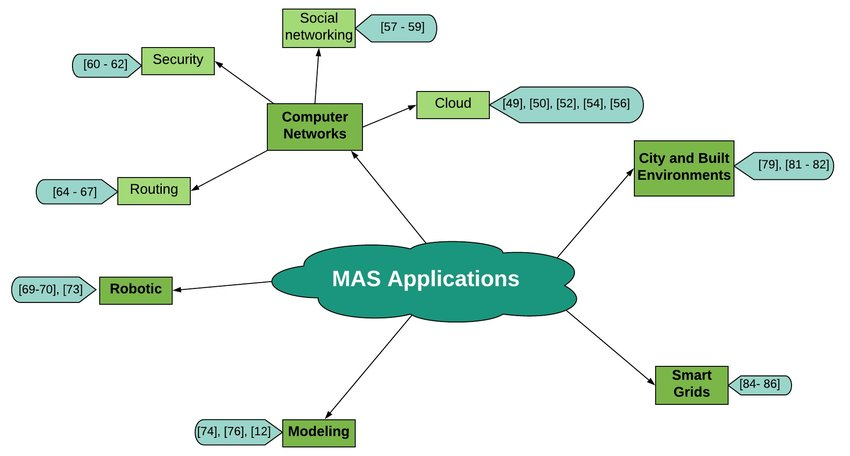 Social
networking
[57 - 59]
Security
[60 - 62]
Cloud
[49], [50], [52], [54], [56]
Computer
Networks
City and Built
Environments
[79], [81 - 82]
Routing
[64 - 67]
MAS Applications
Robotic
[69-70], [73]
Smart
Grids
[84- 86]
Modeling
[74], [76], [12]